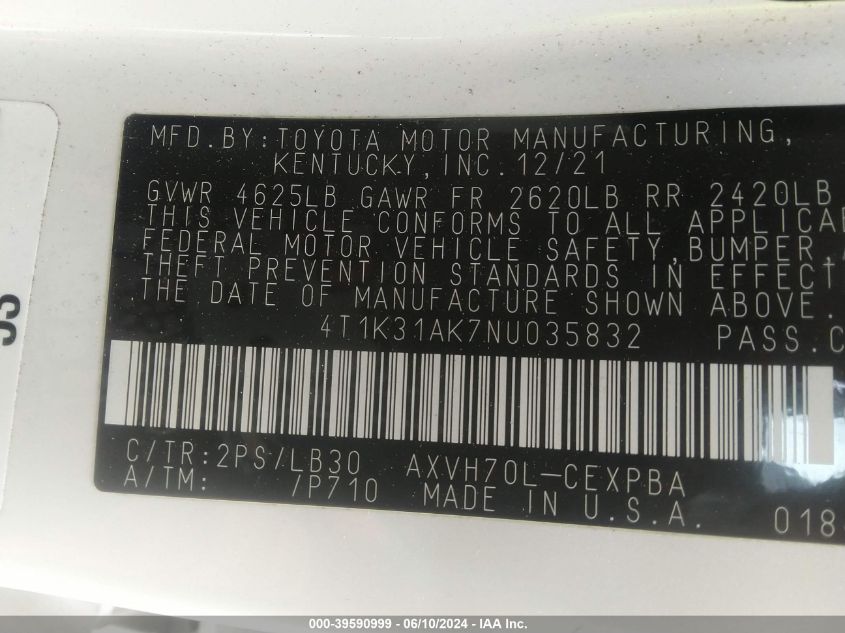 MFD.BY:TOYOTA MOTOR MANUFACTURING,
KENTUCKY,INC.12/21
GVWR 4625LB GAWR FR 2620LB RR 2420LB
THIS VEHICLE CONFORMS TO ALL APPLICAB
FEDERAL MOTOR VEHICLE SAFETY,BUMPER,A
THEFT PREVENTION STANDARDS IN EFFECT
THE DATE OF MANUFACTURE SHOWN ABOVE.
4T1K31AK7NU035832 PASS.C
C/TR:2PS/LB30 AXVH70L-CEXPBA
A/TM: /P710 MADE IN U.S.A.
018
000-39590999 - 06/10/2024 - IAA Inc.